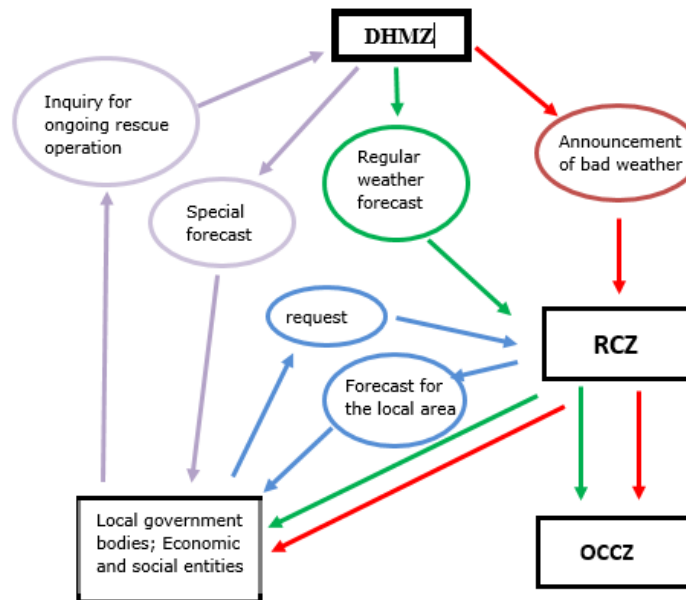 DHMZ
Inquiry for
ongoing rescue
operation
Regular
weather
forecast
Announcement
of bad weather
Special
forecast
request
RCZ
Forecast for
the local area
Local government
bodies; Economic
and social entities
OCCZ